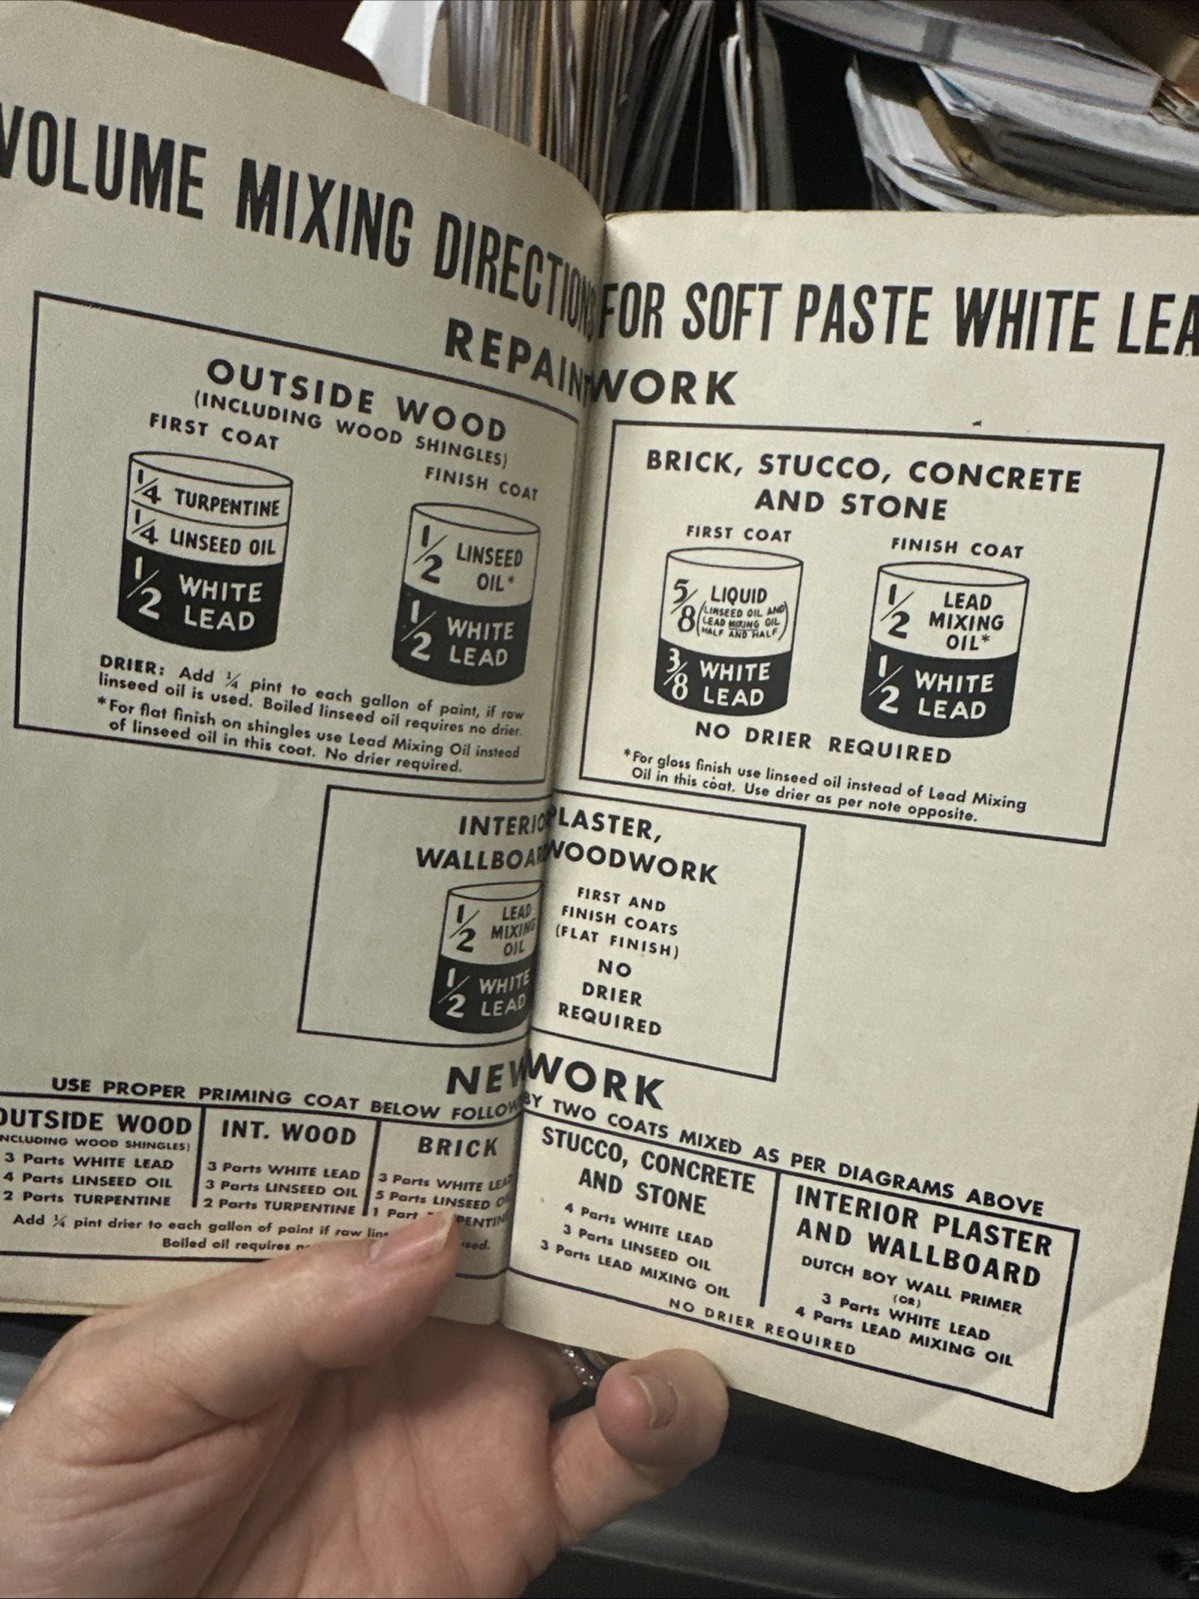 VOLUME MIXING DIRECTIONS FOR SOFT PASTE WHITE
REPAINT WORK
OUTSIDE WOOD
(INCLUDING WOOD SHINGLES)
FIRST COAT
1/4 TURPENTINE
1/4 LINSEED OIL
1/2 WHITE
LEAD
FINISH COAT
1/2 LINSEED
OIL*
1/2 WHITE
LEAD
DRIER: Add ¼ pint to each gallon of paint, if raw
linseed oil is used. Boiled linseed oil requires no drier.
*For flat finish on shingles use Lead Mixing Oil instead
of linseed oil in this coat. No drier required.
BRICK, STUCCO, CONCRETE
AND STONE
FIRST COAT
5/8 LIQUID
(LINSEED OIL AND
LEAD MIXING OIL
HALF AND HALF)
3/8 WHITE
LEAD
FINISH COAT
1/2 LEAD
MIXING
OIL*
1/2 WHITE
LEAD
NO DRIER REQUIRED
*For gloss finish use linseed oil instead of Lead Mixing
Oil in this coat. Use drier as per note opposite.
INTERIOR PLASTER,
WALLBOARD WOODWORK
1/2 LEAD
MIXING
OIL
1/2 WHITE
LEAD
FIRST AND
FINISH COATS
(FLAT FINISH)
NO
DRIER
REQUIRED
NEW WORK
USE PROPER PRIMING COAT BELOW FOLLOWED BY TWO COATS MIXED AS PER DIAGRAMS ABOVE
OUTSIDE WOOD
(INCLUDING WOOD SHINGLES)
3 Parts WHITE LEAD
4 Parts LINSEED OIL
2 Parts TURPENTINE
INT. WOOD
3 Parts WHITE LEAD
3 Parts LINSEED OIL
2 Parts TURPENTINE
BRICK
3 Parts WHITE LEAD
5 Parts LINSEED OIL
1 Part
Add ¼ pint drier to each gallon of paint if raw
Boiled oil requires
STUCCO, CONCRETE
AND STONE
4 Parts WHITE LEAD
3 Parts LINSEED OIL
3 Parts LEAD MIXING OIL
INTERIOR PLASTER
AND WALLBOARD
DUTCH BOY WALL PRIMER
(OR)
3 Parts WHITE LEAD
4 Parts LEAD MIXING OIL
NO DRIER REQUIRED